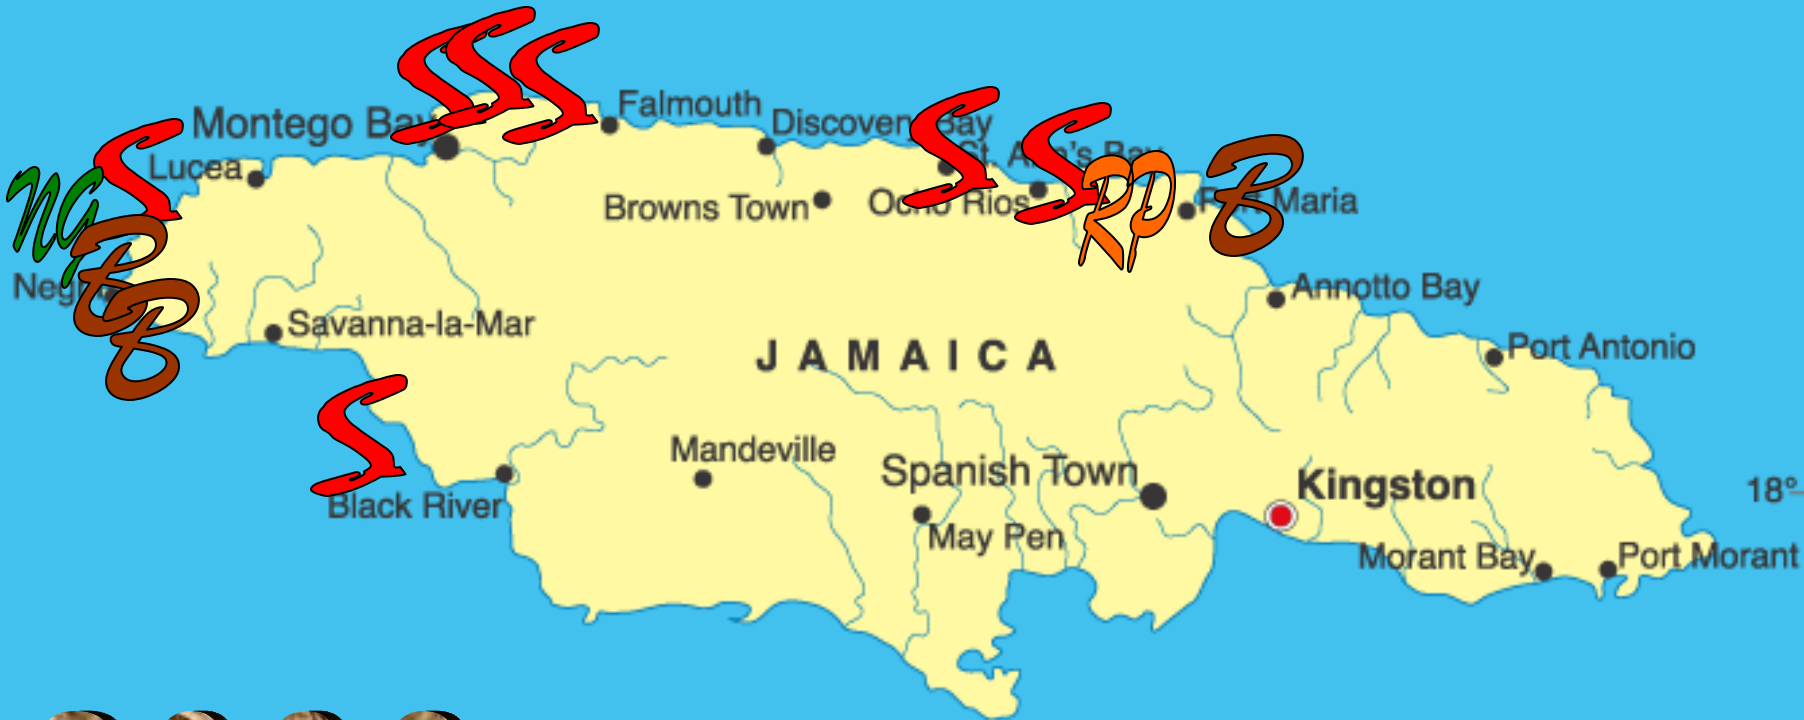 S S S
Falmouth
Montego Bay
Discovery Bay
S
S
S
Lucea
St. Ann's Bay
NG
RP
B
Browns Town
Ocho Rios
Port Maria
B
Negril
B
Annotto Bay
Savanna-la-Mar
JAMAICA
Port Antonio
S
Mandeville
Spanish Town
Kingston
18°
Black River
May Pen
Morant Bay
Port Morant